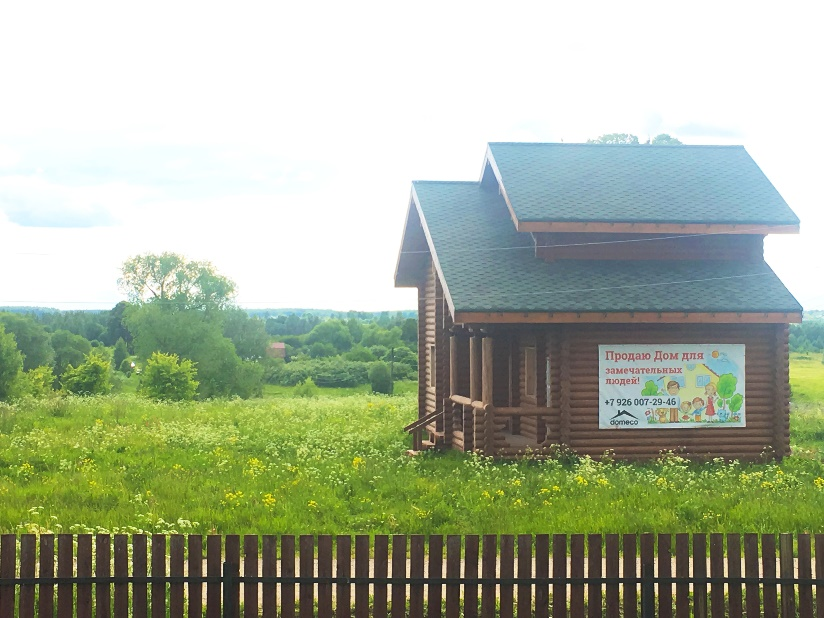 Продаю Дом для
замечательных
людей!
+7 926 007-29-46
domeco